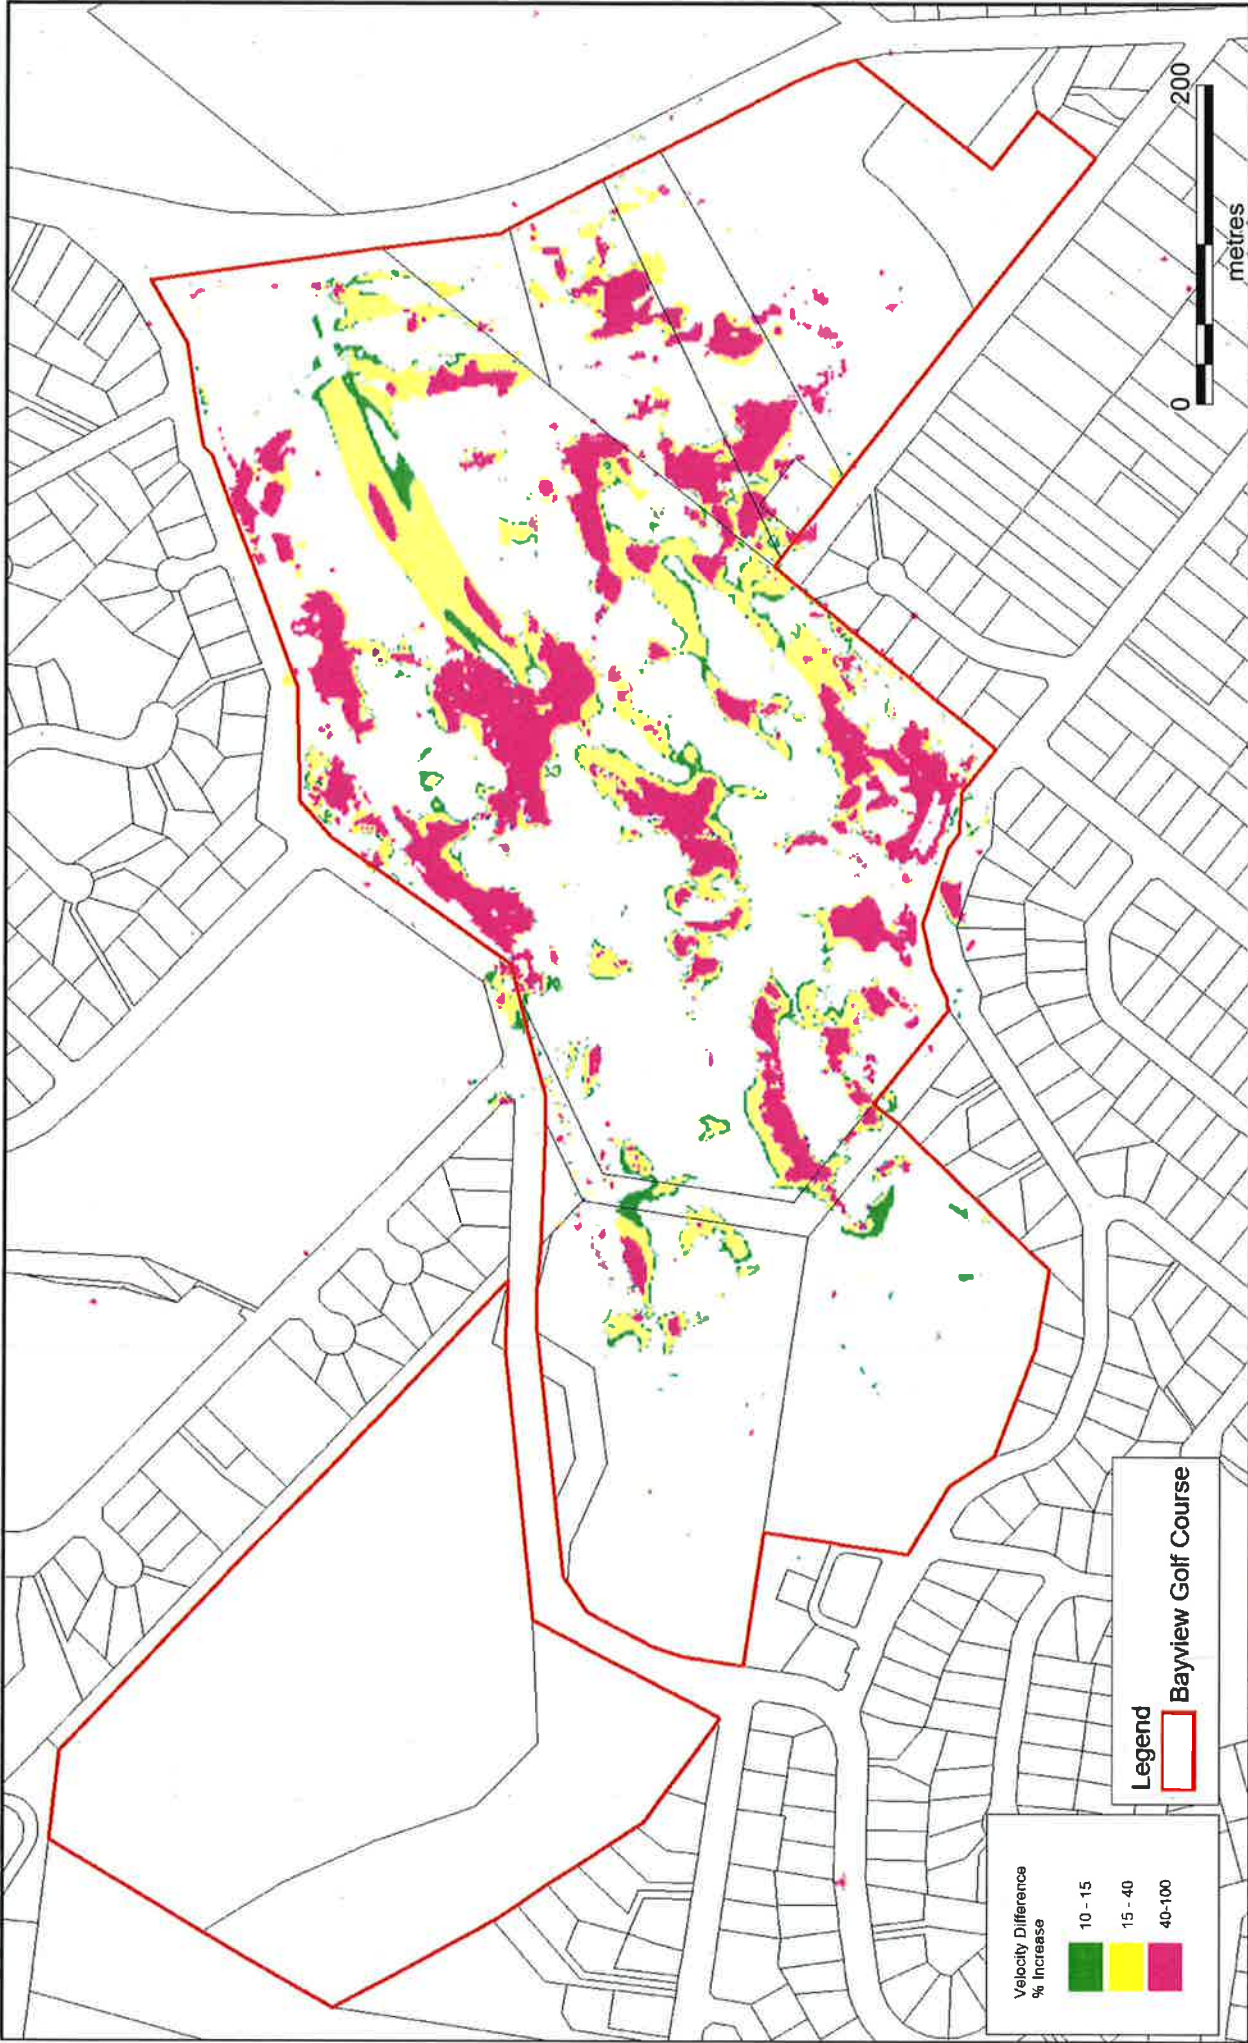 Velocity Difference
% Increase
10 - 15
15 - 40
40-100
Legend
Bayview Golf Course
0
200
metres